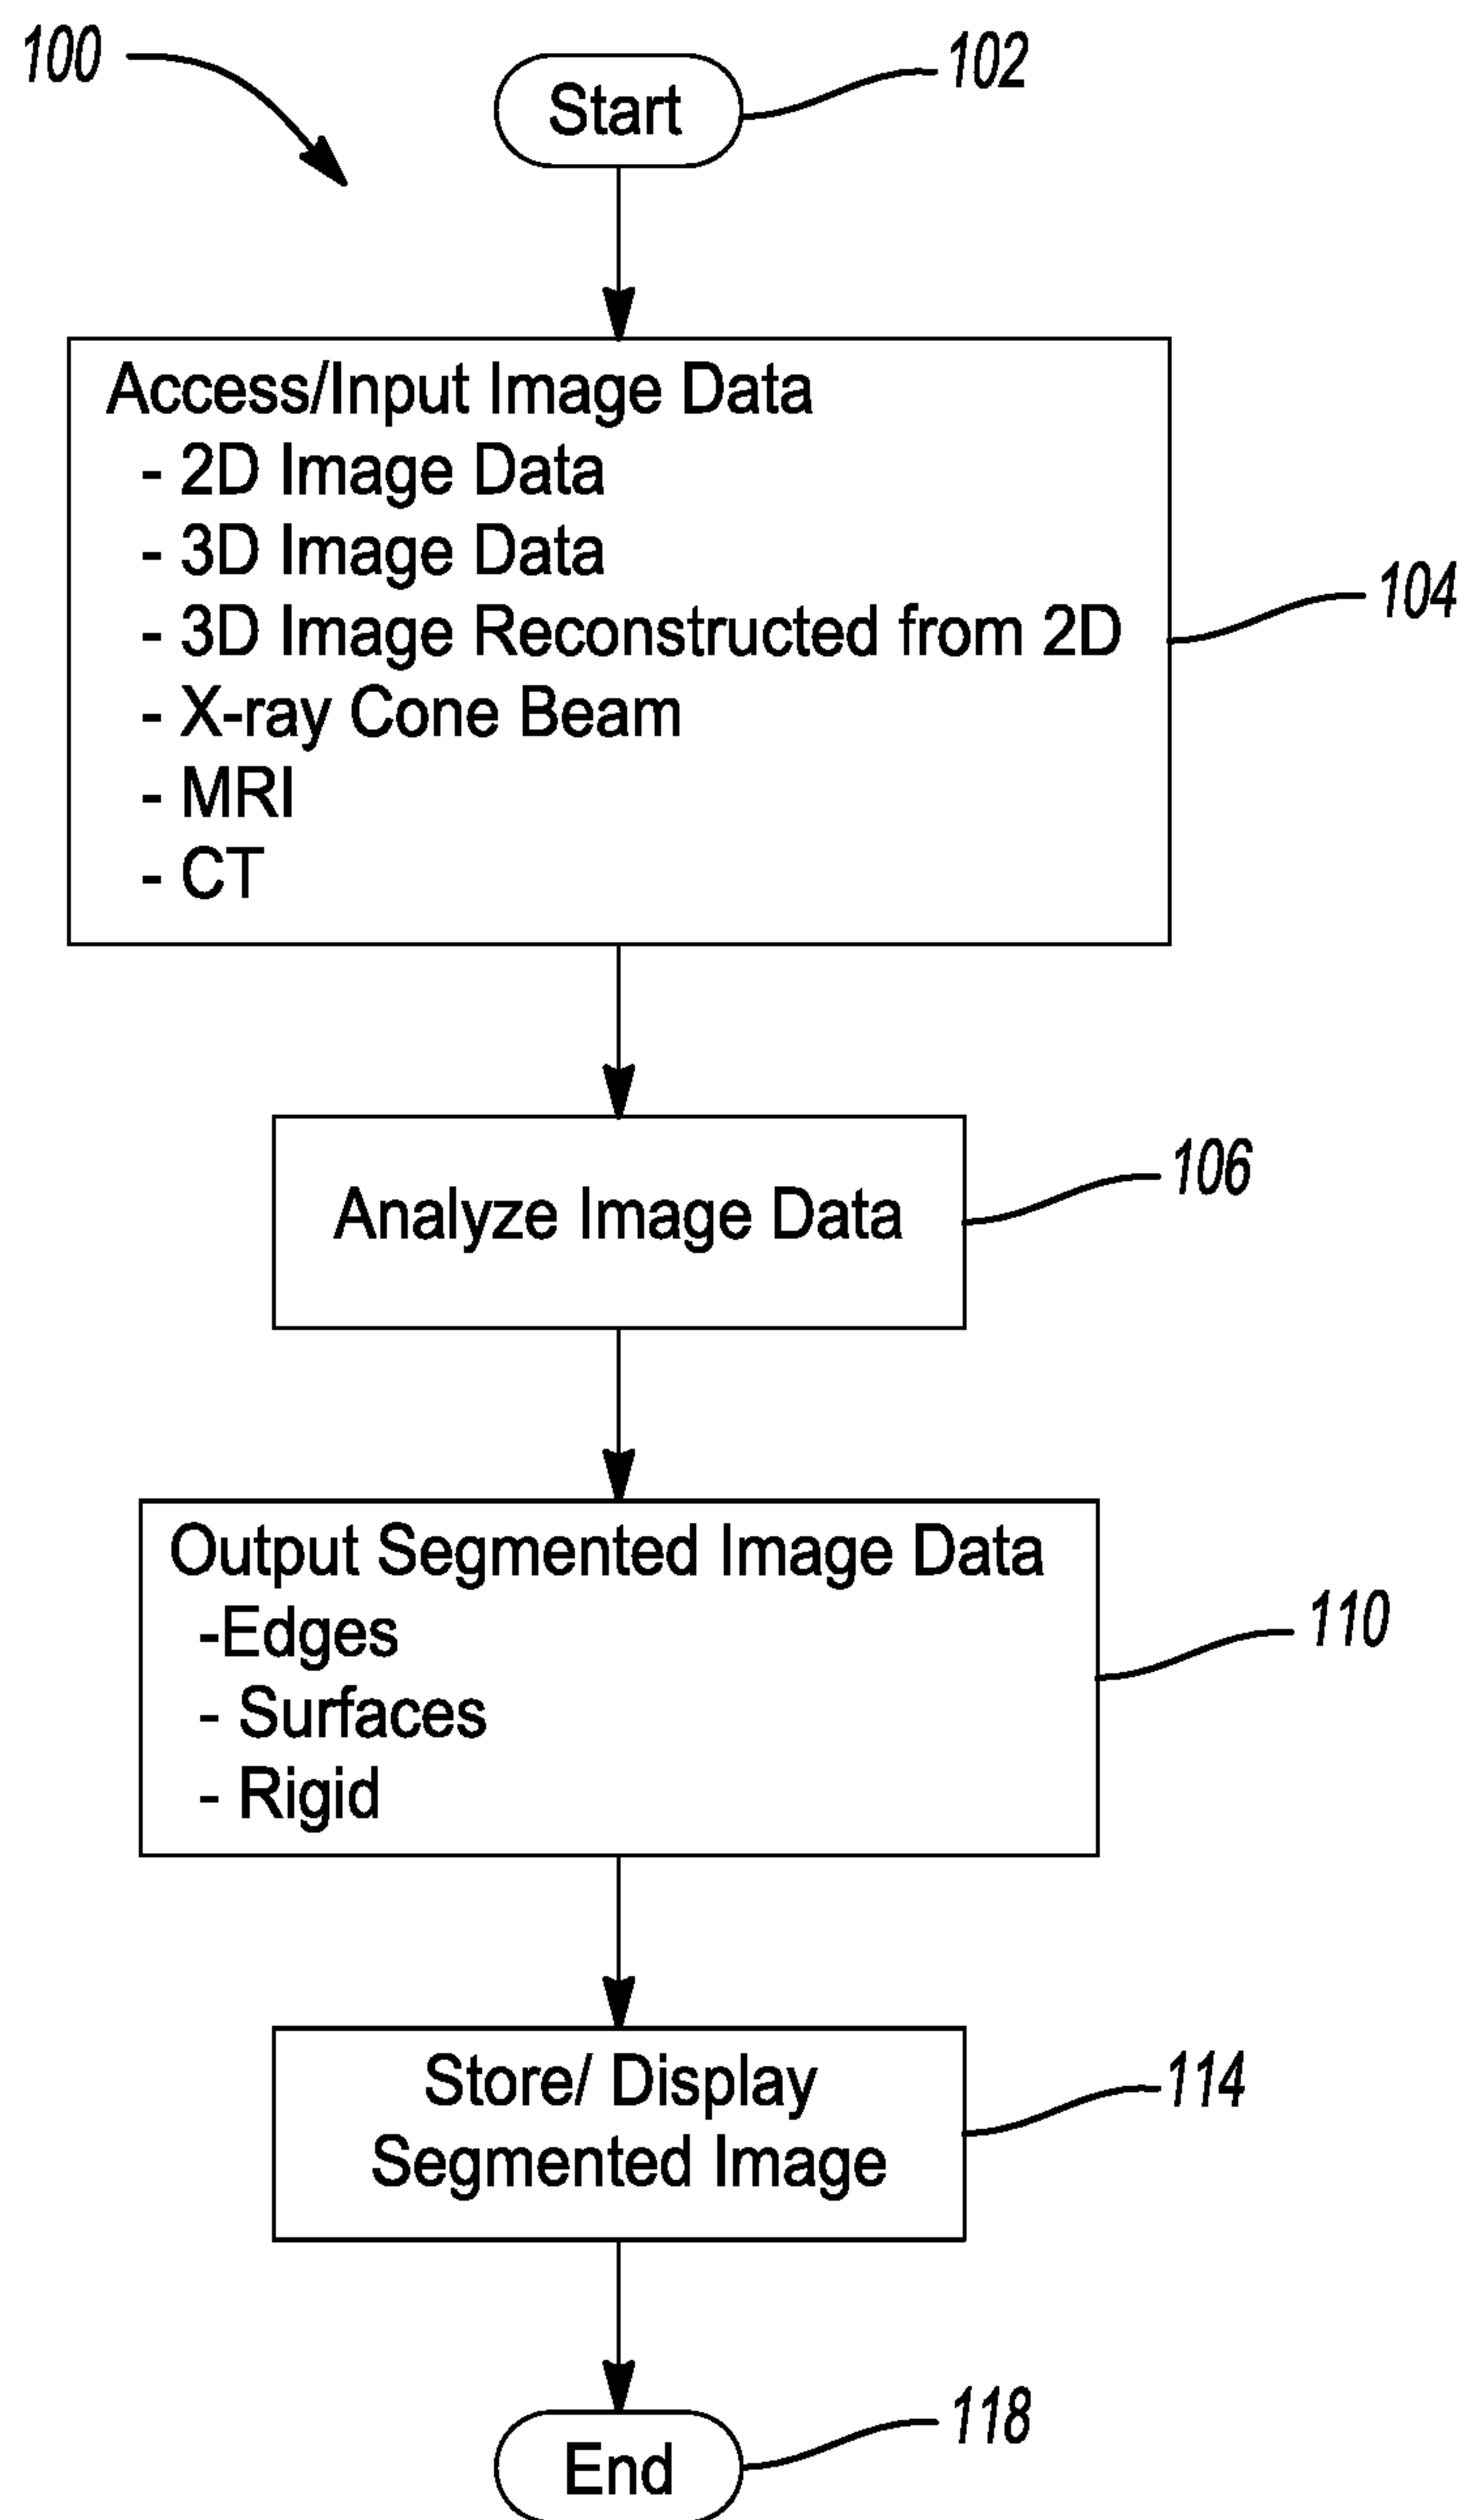 100
Start
102
Access/Input Image Data
- 2D Image Data
- 3D Image Data
- 3D Image Reconstructed from 2D
- X-ray Cone Beam
- MRI
- CT
104
Analyze Image Data
106
Output Segmented Image Data
-Edges
- Surfaces
- Rigid
110
Store/ Display
Segmented Image
114
End
118